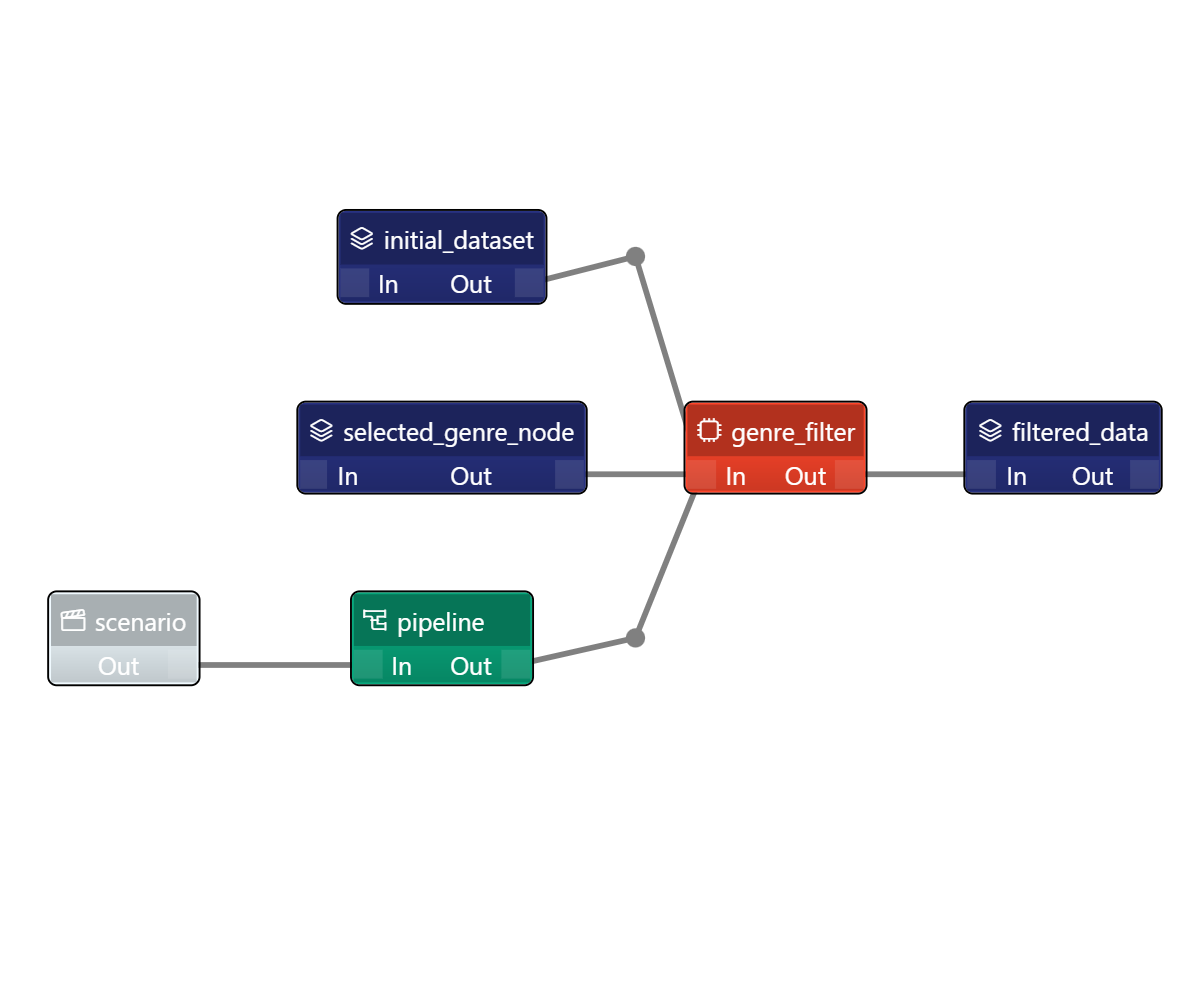 initial_dataset
In Out
selected_genre_node
In Out
genre_filter
In Out
filtered_data
In Out
scenario
Out
pipeline
In Out